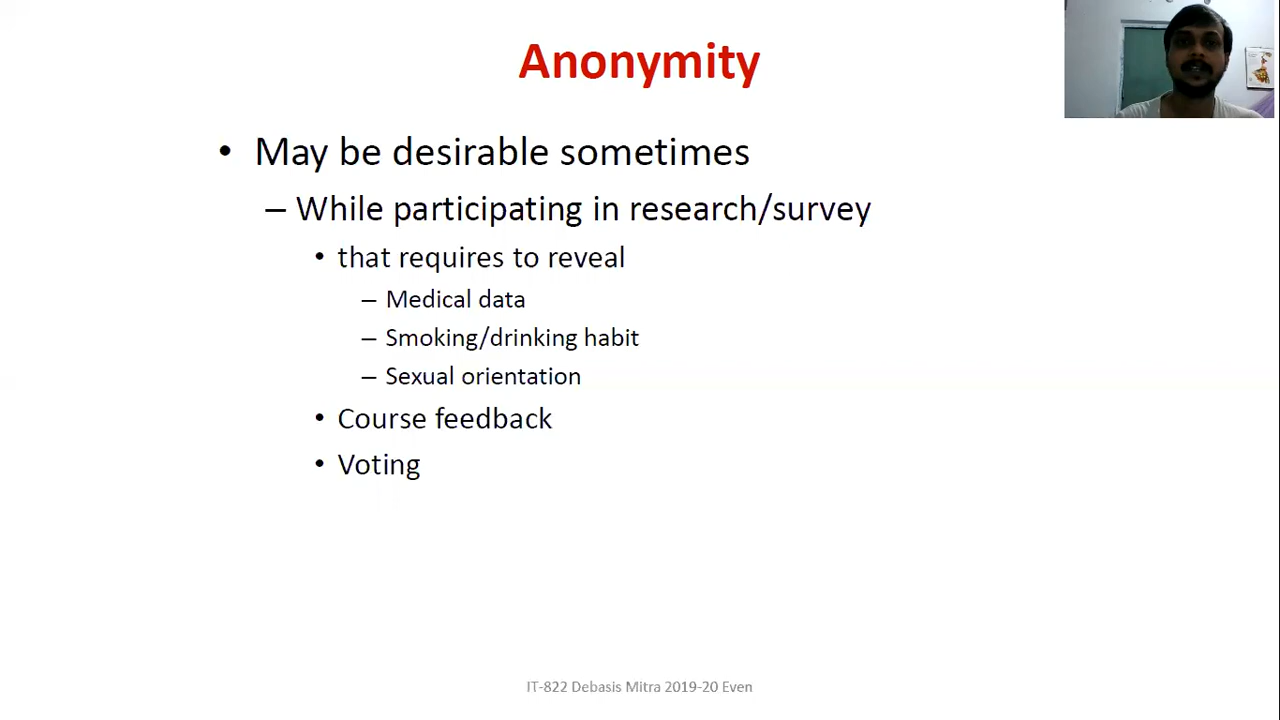 Anonymity
• May be desirable sometimes
– While participating in research/survey
• that requires to reveal
– Medical data
– Smoking/drinking habit
– Sexual orientation
• Course feedback
• Voting
IT-822 Debasis Mitra 2019-20 Even